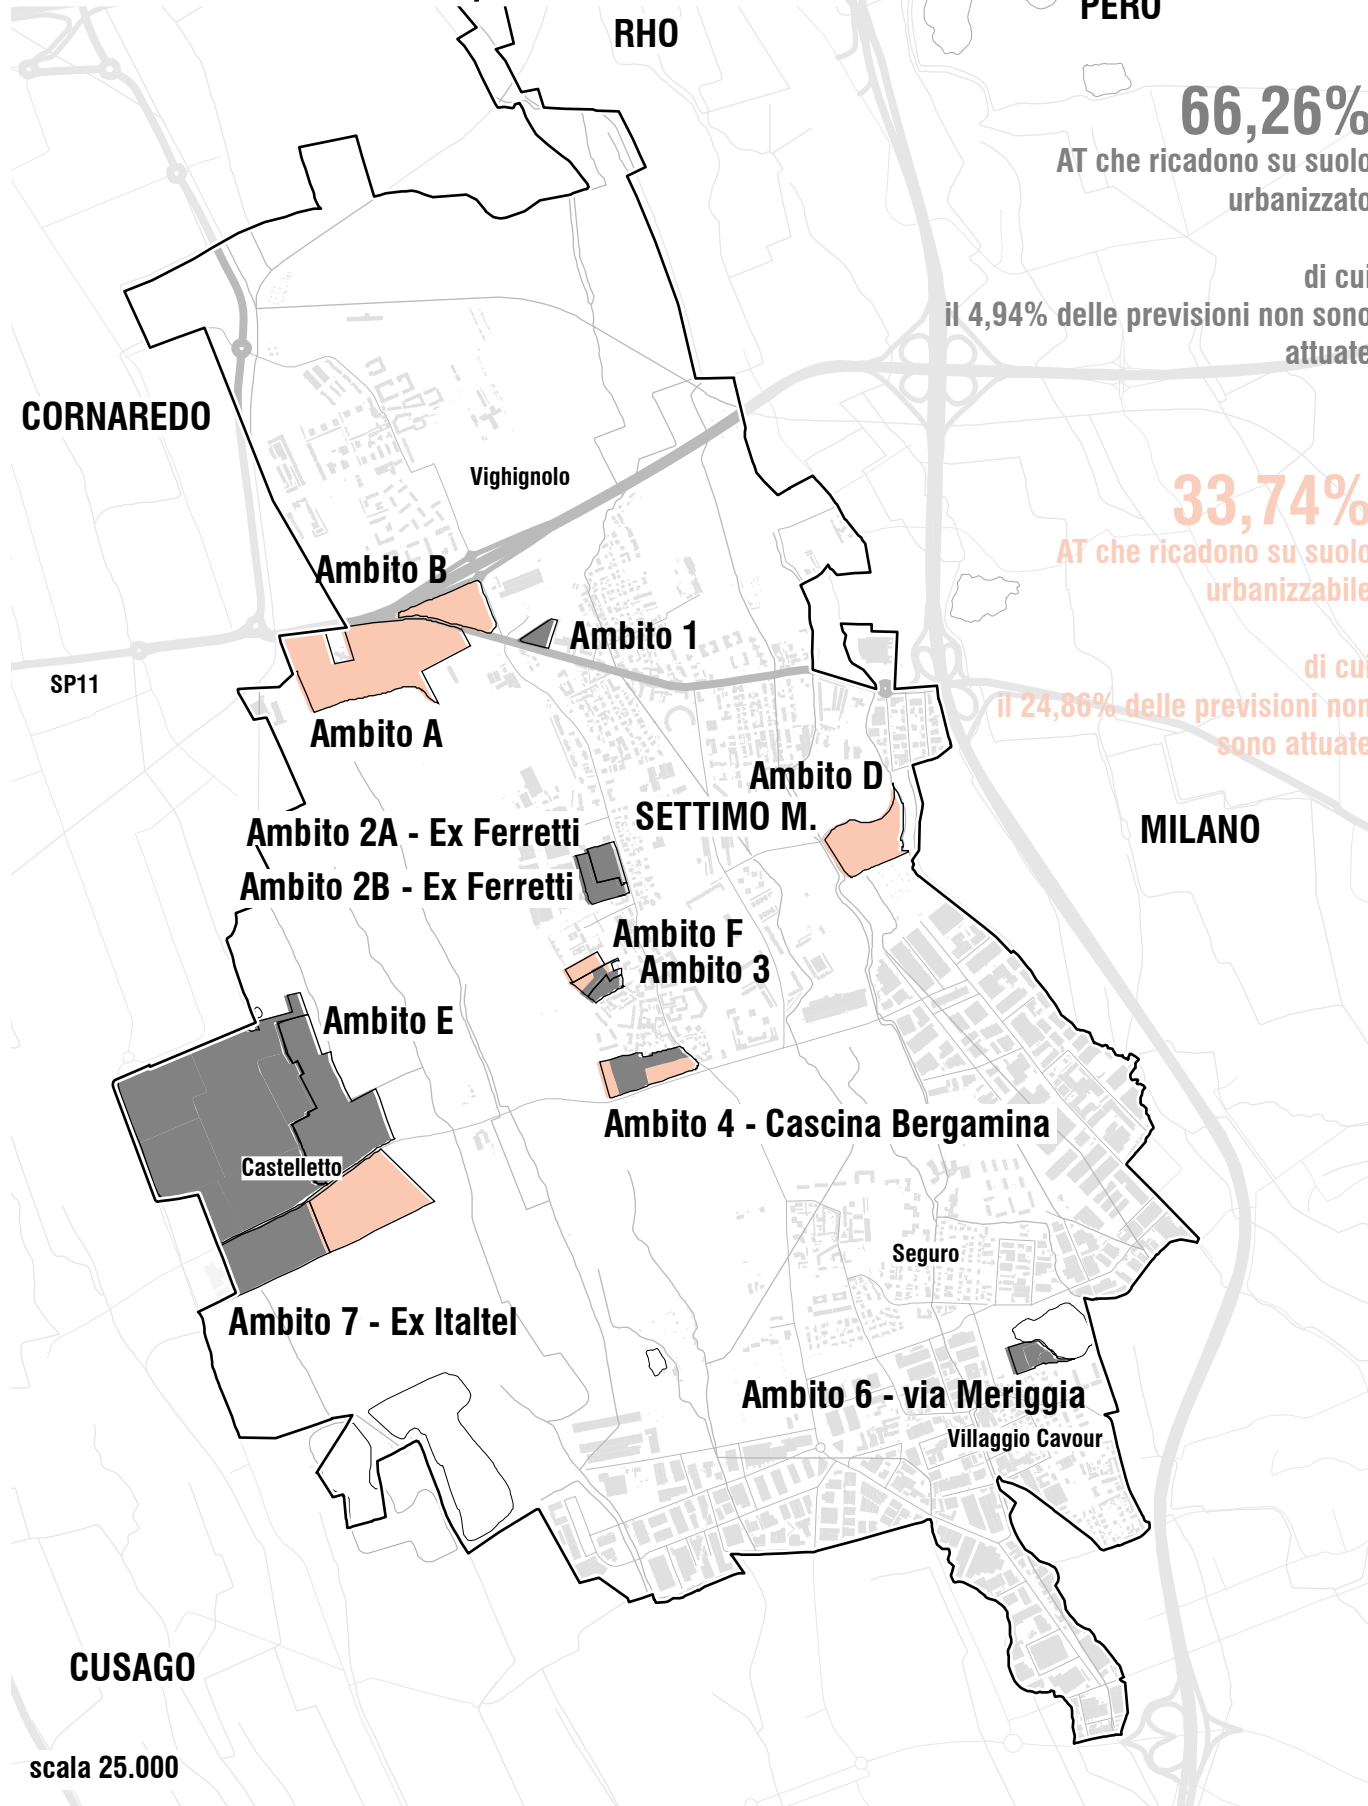 RHO
PERO
66,26%
AT che ricadono su suolo
urbanizzato
di cui
il 4,94% delle previsioni non sono
attuate
CORNAREDO
Vighignolo
33,74%
AT che ricadono su suolo
urbanizzabile
di cui
il 24,86% delle previsioni non
sono attuate
Ambito B
Ambito 1
SP11
Ambito A
Ambito D
SETTIMO M.
MILANO
Ambito 2A - Ex Ferretti
Ambito 2B - Ex Ferretti
Ambito F
Ambito 3
Ambito E
Ambito 4 - Cascina Bergamina
Castelletto
Seguro
Ambito 7 - Ex Italtel
Ambito 6 - via Meriggia
Villaggio Cavour
CUSAGO
scala 25.000